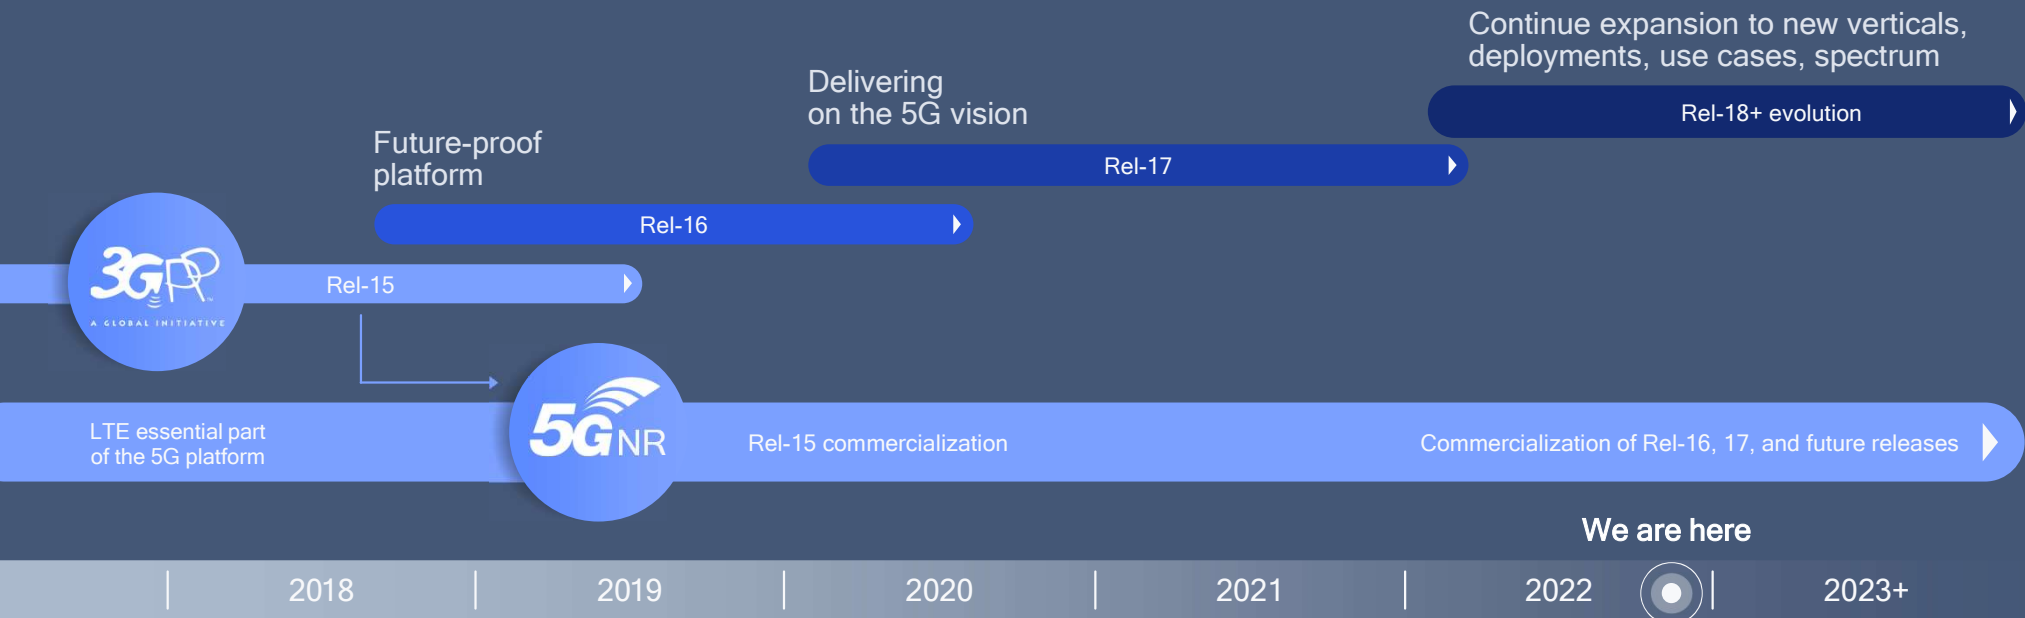 Continue expansion to new verticals,
deployments, use cases, spectrum
Rel-18+ evolution
Delivering
on the 5G vision
Rel-17
Future-proof
platform
Rel-16
3GPP™
A GLOBAL INITIATIVE
Rel-15
5G NR
LTE essential part
of the 5G platform
Rel-15 commercialization
Commercialization of Rel-16, 17, and future releases
We are here
2018 2019 2020 2021 2022 2023+